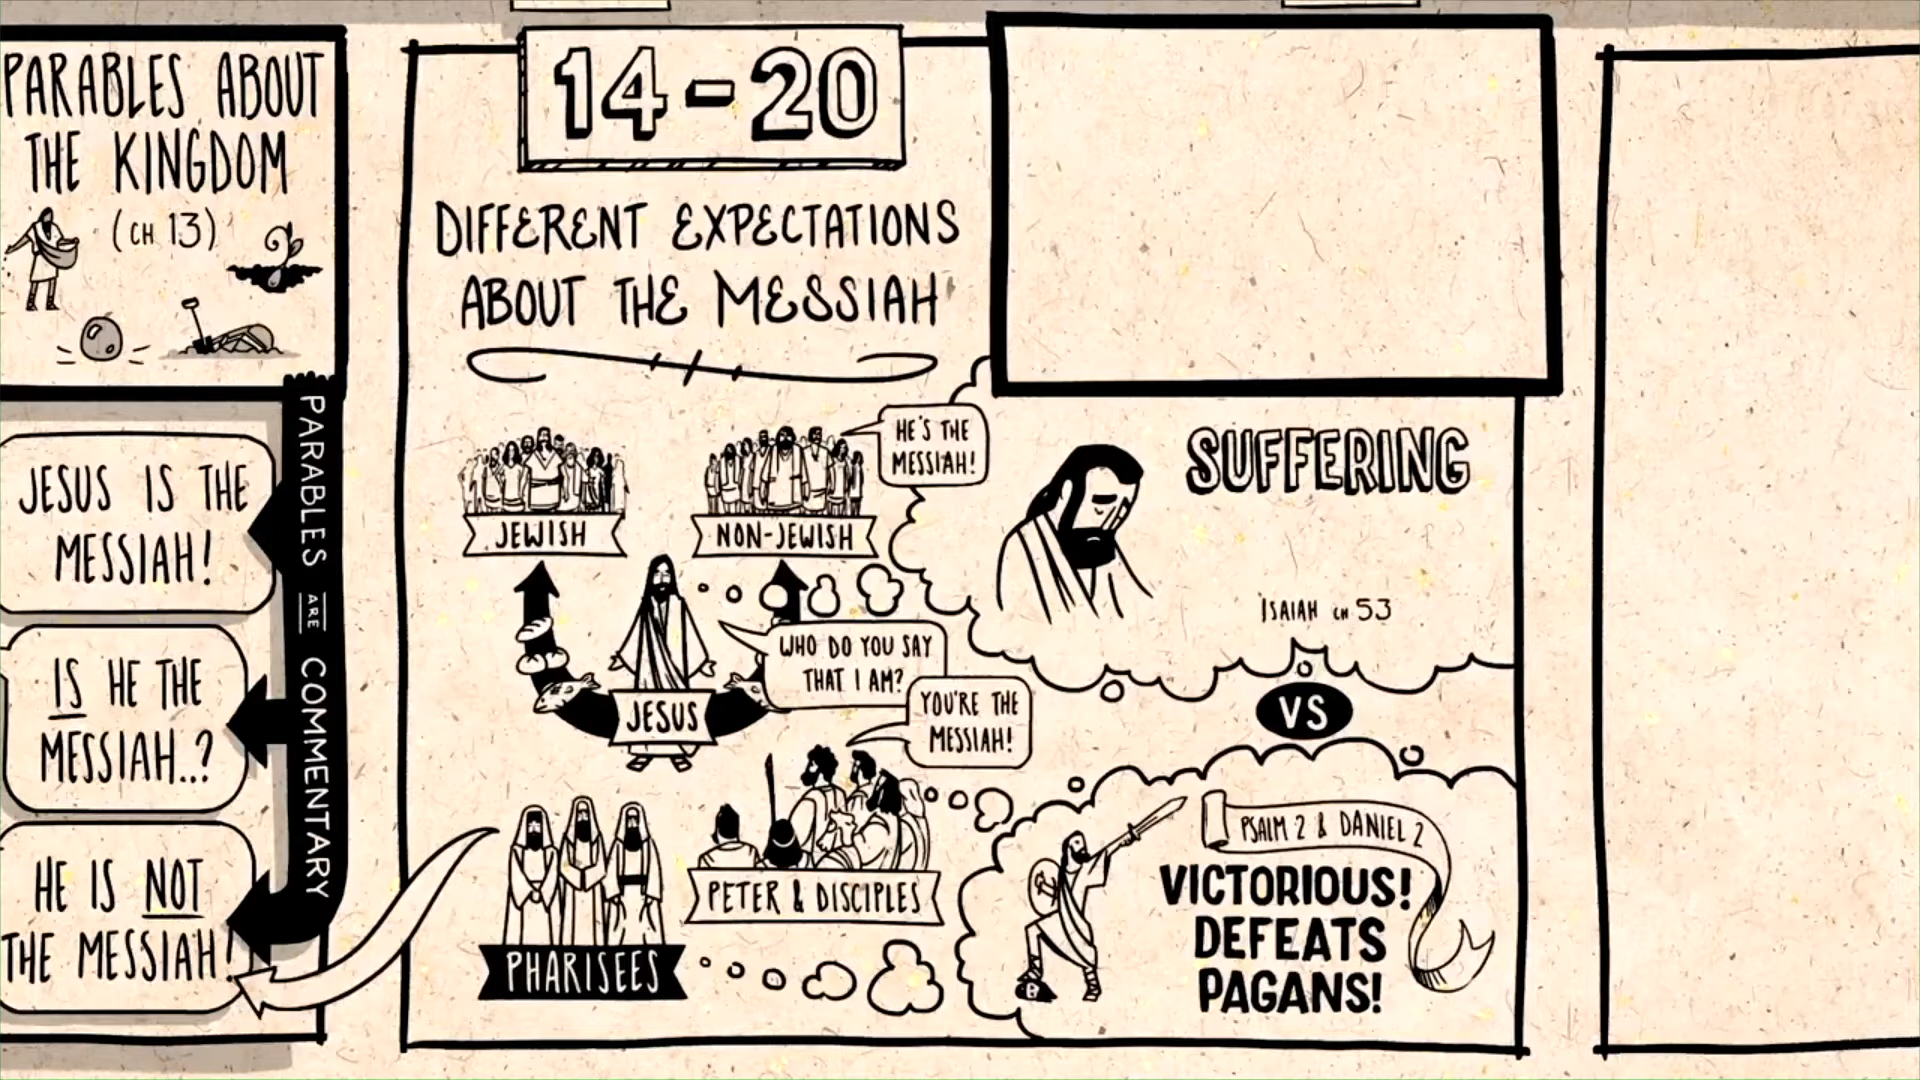 PARABLES ABOUT
THE KINGDOM
(CH 13)
PARABLES ARE COMMENTARY
JESUS IS THE
MESSIAH!
IS HE THE
MESSIAH..?
HE IS NOT
THE MESSIAH!
14-20
DIFFERENT EXPECTATIONS
ABOUT THE MESSIAH
JEWISH
NON-JEWISH
HE'S THE
MESSIAH!
JESUS
WHO DO YOU SAY
THAT I AM?
YOU'RE THE
MESSIAH!
PHARISEES
PETER & DISCIPLES
SUFFERING
ISAIAH CH 53
VS
PSALM 2 & DANIEL 2
VICTORIOUS!
DEFEATS
PAGANS!